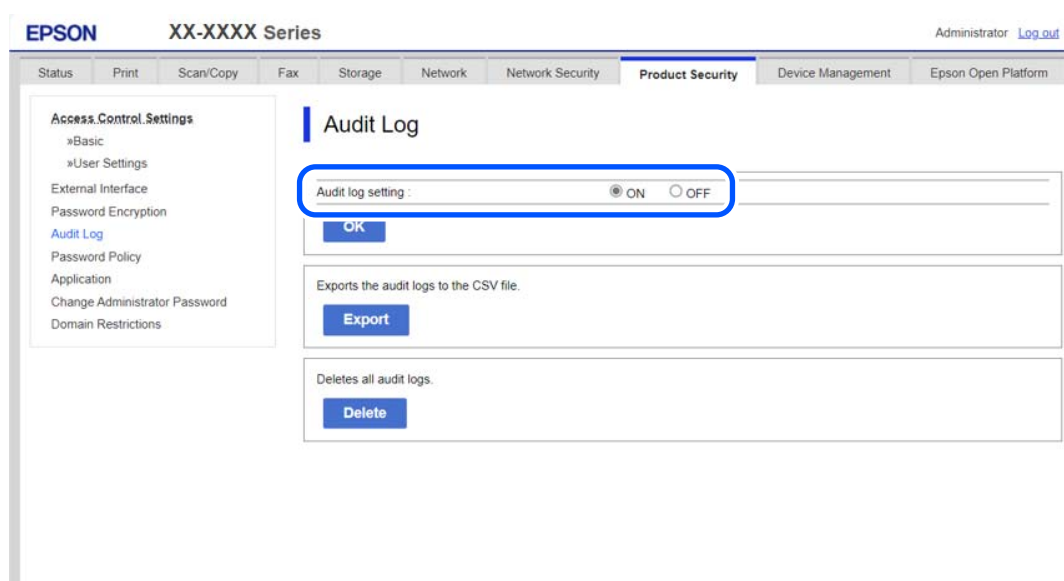 EPSON XX-XXXX Series Administrator Log out
Status Print Scan/Copy Fax Storage Network Network Security Product Security Device Management Epson Open Platform
Access Control Settings
»Basic
»User Settings
External Interface
Password Encryption
Audit Log
Password Policy
Application
Change Administrator Password
Domain Restrictions
Audit Log
Audit log setting : ON OFF
OK
Exports the audit logs to the CSV file.
Export
Deletes all audit logs.
Delete